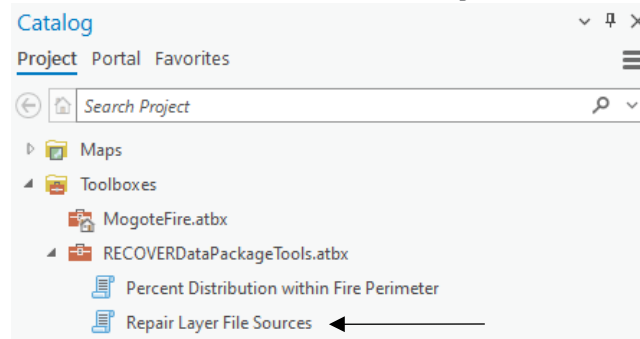 Catalog
Project Portal Favorites
Search Project
Maps
Toolboxes
MogoteFire.atbx
RECOVERDataPackageTools.atbx
Percent Distribution within Fire Perimeter
Repair Layer File Sources